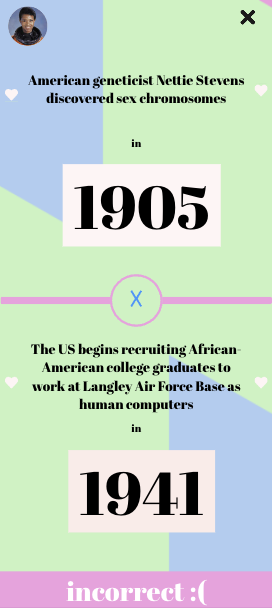 American geneticist Nettie Stevens
discovered sex chromosomes
in
1905
X
The US begins recruiting African-
American college graduates to
work at Langley Air Force Base as
human computers
in
1941
incorrect :(